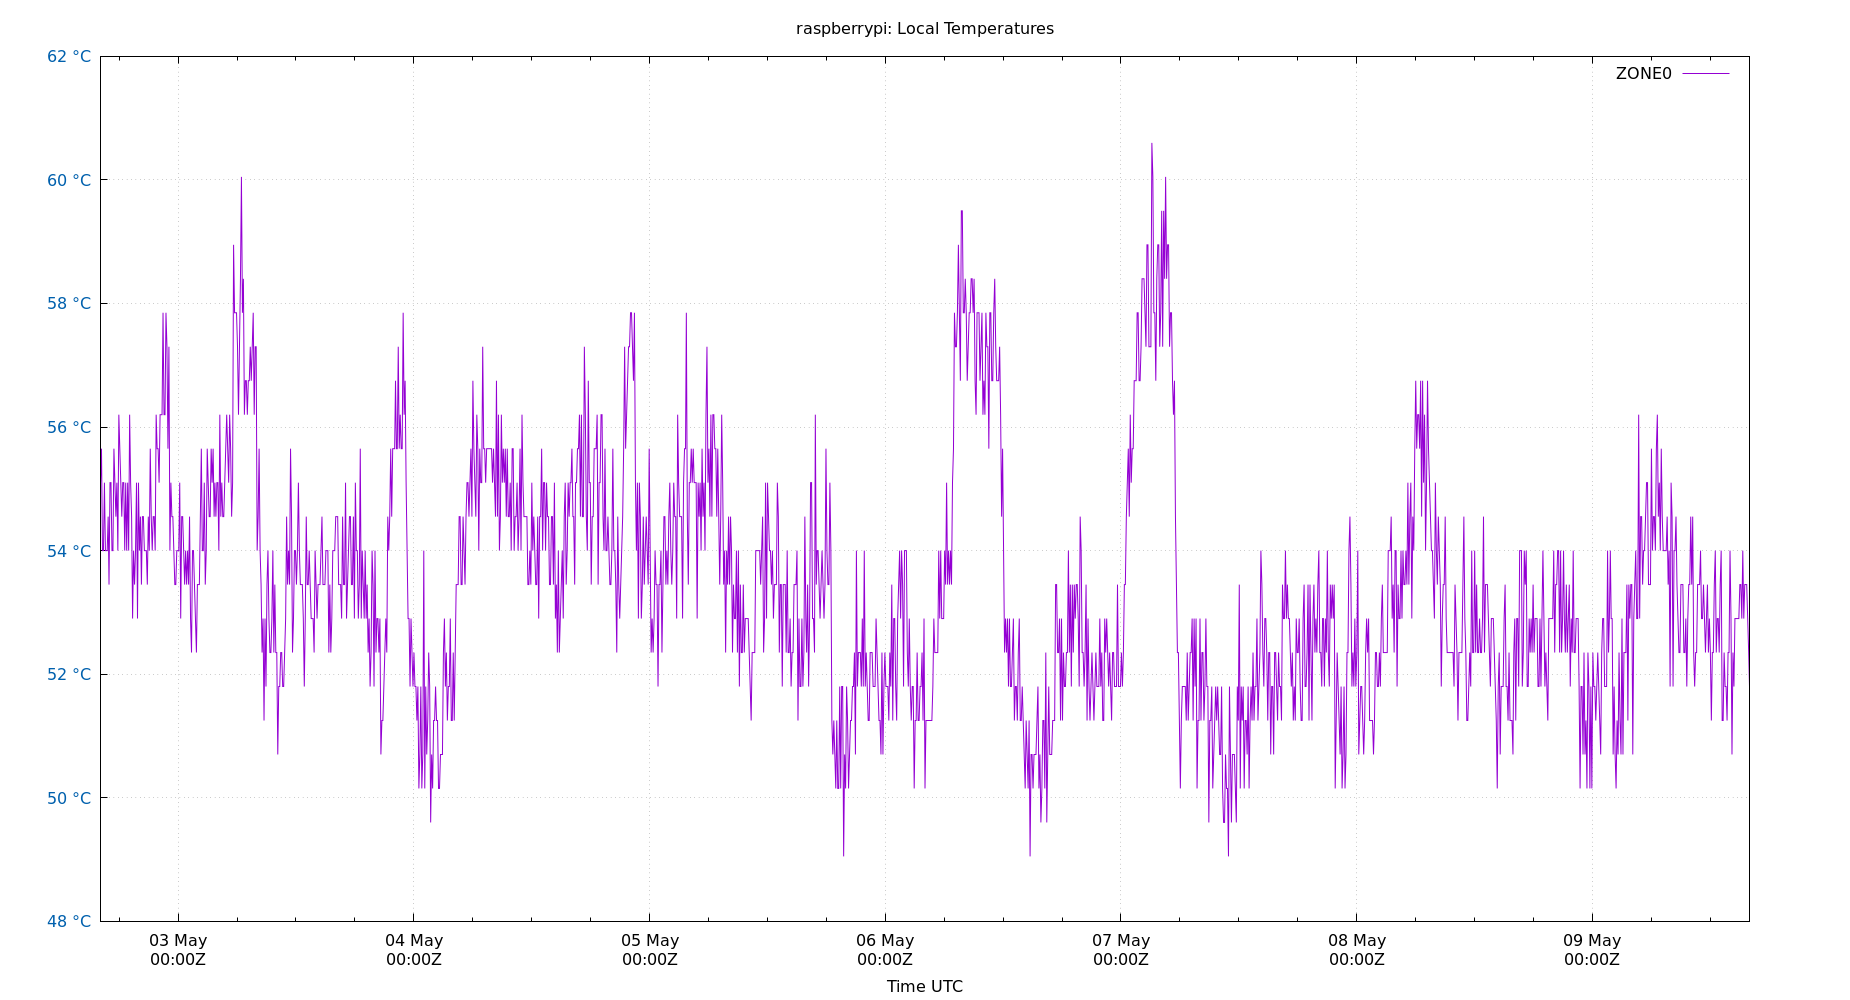 raspberrypi: Local Temperatures
62 °C
ZONE0
60 °C
58 °C
56 °C
54 °C
52 °C
50 °C
48 °C
03 May 04 May 05 May 06 May 07 May 08 May 09 May
00:00Z 00:00Z 00:00Z 00:00Z 00:00Z 00:00Z 00:00Z
Time UTC